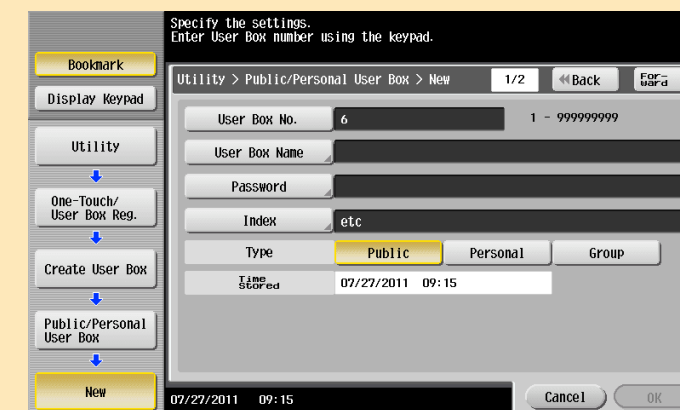 Specify the settings.
Enter User Box number using the keypad.
Bookmark
Display Keypad
Utility
One-Touch/
User Box Reg.
Create User Box
Public/Personal
User Box
New
Utility > Public/Personal User Box > New 1/2 Back For-
ward
User Box No. 6 1 - 999999999
User Box Name
Password
Index etc
Type Public Personal Group
Time
Stored 07/27/2011 09:15
07/27/2011 09:15 Cancel OK